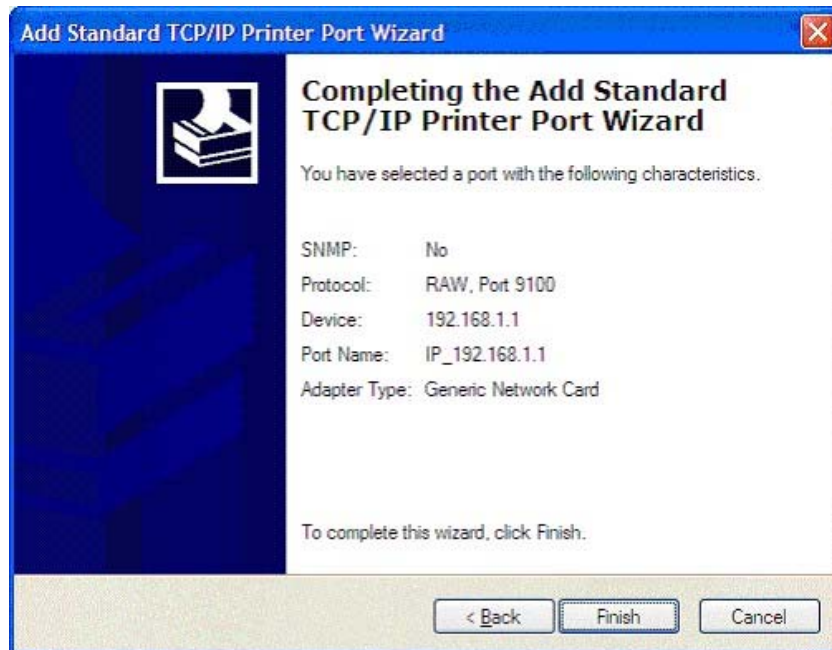 Add Standard TCP/IP Printer Port Wizard
Completing the Add Standard
TCP/IP Printer Port Wizard
You have selected a port with the following characteristics.
SNMP: No
Protocol: RAW, Port 9100
Device: 192.168.1.1
Port Name: IP_192.168.1.1
Adapter Type: Generic Network Card
To complete this wizard, click Finish.
< Back Finish Cancel